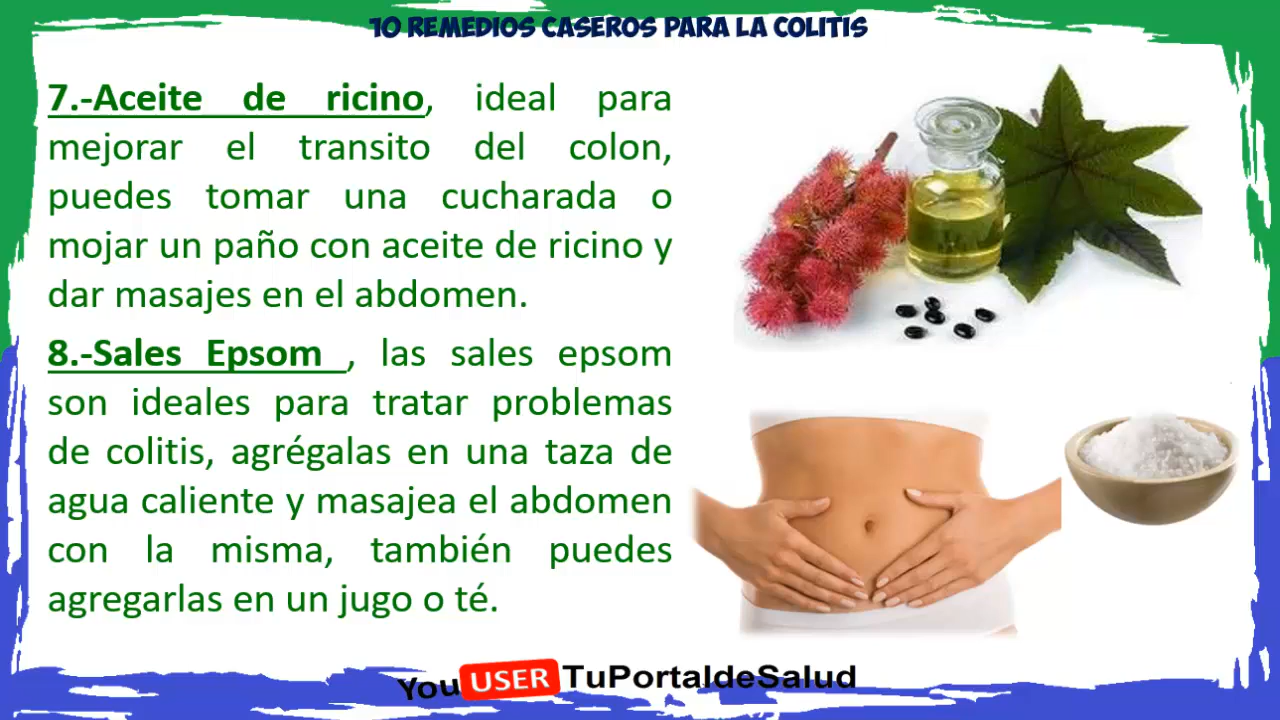 10 REMEDIOS CASEROS PARA LA COLITIS
7.-Aceite de ricino, ideal para
mejorar el transito del colon,
puedes tomar una cucharada o
mojar un paño con aceite de ricino y
dar masajes en el abdomen.
8.-Sales Epsom , las sales epsom
son ideales para tratar problemas
de colitis, agrégalas en una taza de
agua caliente y masajea el abdomen
con la misma, también puedes
agregarlas en un jugo o té.
You USER TuPortaldeSalud